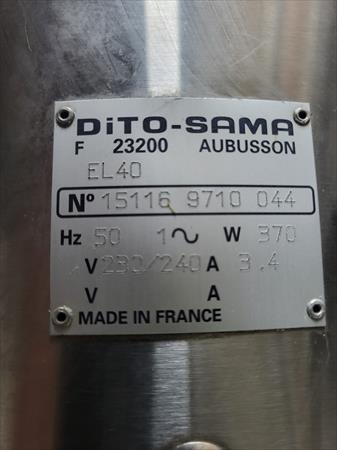 DiTO-SAMA
F 23200 AUBUSSON
EL40
Nº 15116 9710 044
Hz 50 1~ W 370
V 230/240 A 3.4
V A
MADE IN FRANCE